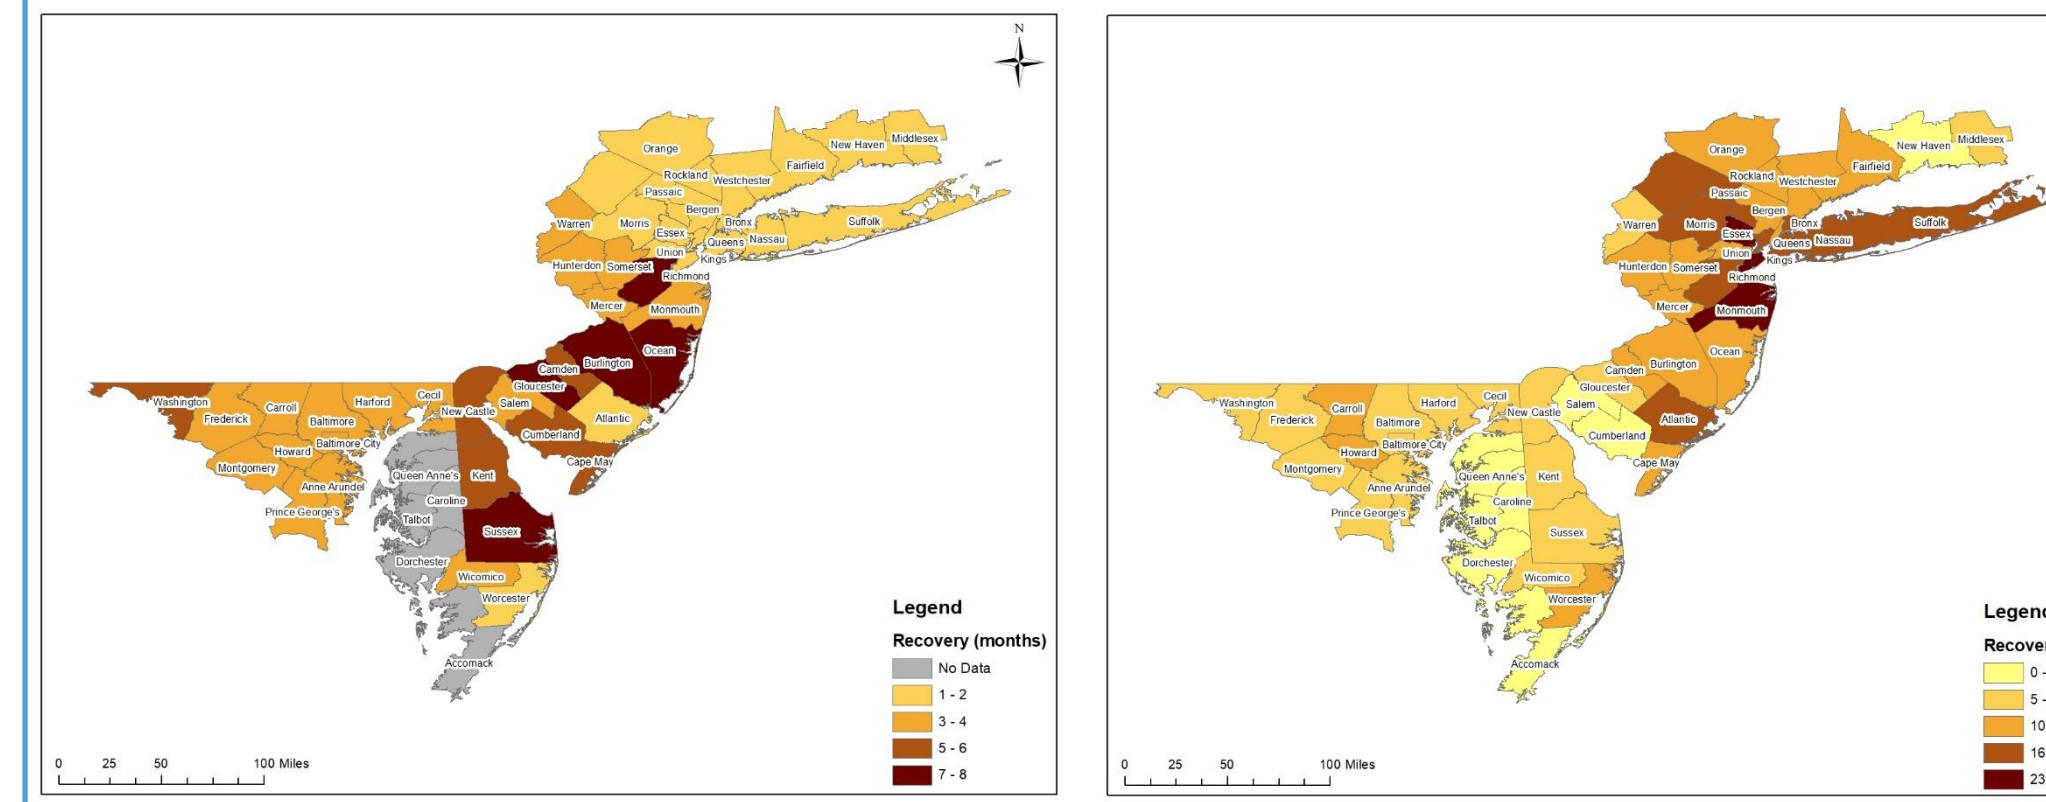 N
Orange
New Haven
Middlesex
Fairfield
Rockland
Westchester
Passaic
Bergen
Warren
Morris
Bronx
Suffolk
Essex
Queens
Nassau
Union
Kings
Hunterdon
Somerset
Richmond
Mercer
Monmouth
Ocean
Burlington
Camden
Gloucester
Salem
Atlantic
Cumberland
Cape May
New Castle
Cecil
Harford
Carroll
Washington
Frederick
Baltimore
Baltimore City
Howard
Montgomery
Anne Arundel
Prince George's
Queen Anne's
Kent
Caroline
Talbot
Sussex
Dorchester
Wicomico
Worcester
Accomack
Legend
Recovery (months)
No Data
1 - 2
3 - 4
5 - 6
7 - 8
0 25 50 100 Miles
Orange
New Haven
Middlesex
Fairfield
Rockland
Westchester
Passaic
Bergen
Warren
Morris
Bronx
Suffolk
Essex
Queens
Nassau
Union
Kings
Hunterdon
Somerset
Richmond
Mercer
Monmouth
Ocean
Burlington
Camden
Gloucester
Salem
Atlantic
Cumberland
Cape May
New Castle
Cecil
Harford
Carroll
Washington
Frederick
Baltimore
Baltimore City
Howard
Montgomery
Anne Arundel
Prince George's
Queen Anne's
Kent
Caroline
Talbot
Sussex
Dorchester
Wicomico
Worcester
Accomack
Legen
Recove
0 -
5 -
10
16
23
0 25 50 100 Miles